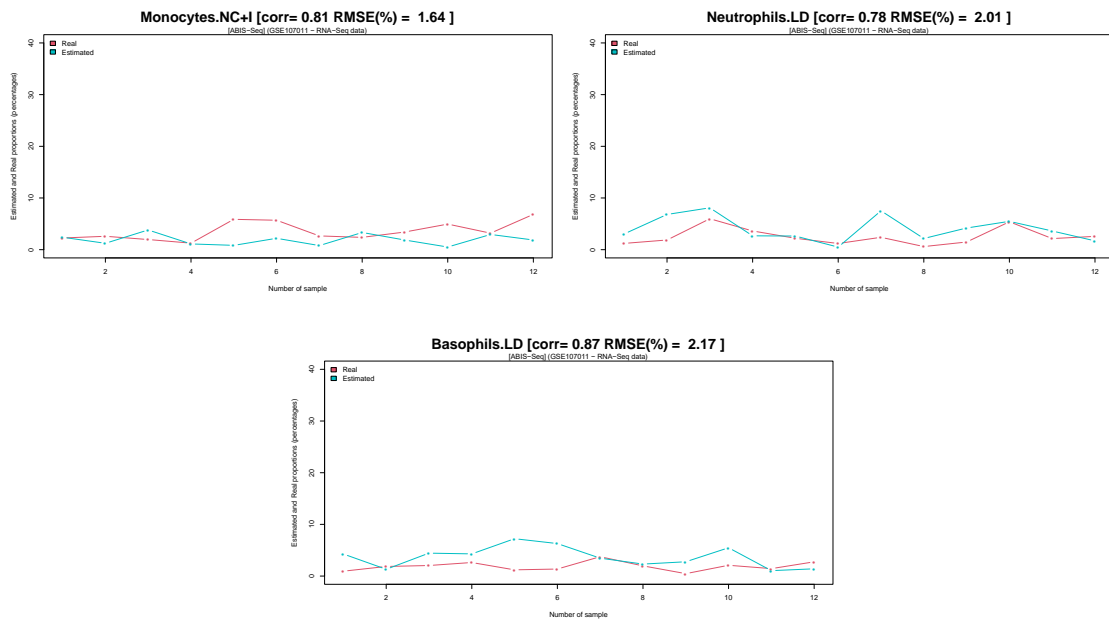 Monocytes.NC+I [corr= 0.81 RMSE(%) = 1.64 ]
[ABIS−Seq] (GSE107011 − RNA−Seq data)
Real
Estimated
Estimated and Real proportions (percentages)
40
30
20
10
0
2 4 6 8 10 12
Number of sample
Neutrophils.LD [corr= 0.78 RMSE(%) = 2.01 ]
[ABIS−Seq] (GSE107011 − RNA−Seq data)
Real
Estimated
Estimated and Real proportions (percentages)
40
30
20
10
0
2 4 6 8 10 12
Number of sample
Basophils.LD [corr= 0.87 RMSE(%) = 2.17 ]
[ABIS−Seq] (GSE107011 − RNA−Seq data)
Real
Estimated
Estimated and Real proportions (percentages)
40
30
20
10
0
2 4 6 8 10 12
Number of sample